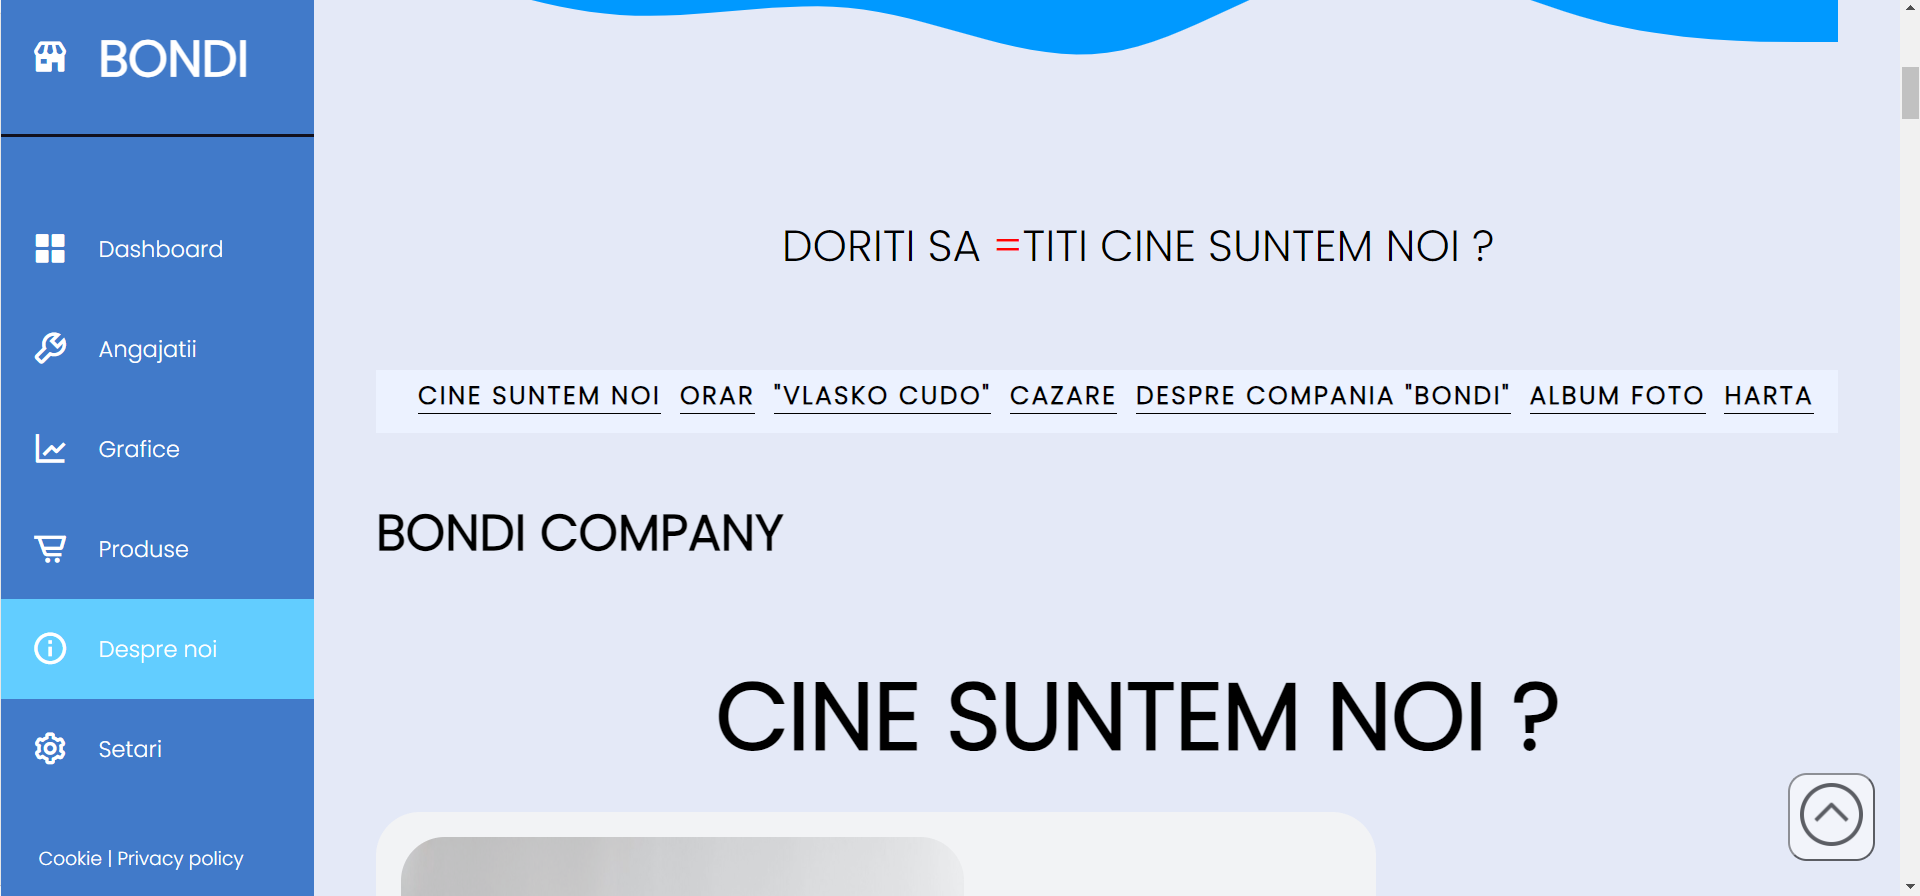 BONDI
Dashboard
Angajatii
Grafice
Produse
Despre noi
Setari
Cookie | Privacy policy
DORITI SA =TITI CINE SUNTEM NOI ?
CINE SUNTEM NOI ORAR "VLASKO CUDO" CAZARE DESPRE COMPANIA "BONDI" ALBUM FOTO HARTA
BONDI COMPANY
CINE SUNTEM NOI ?